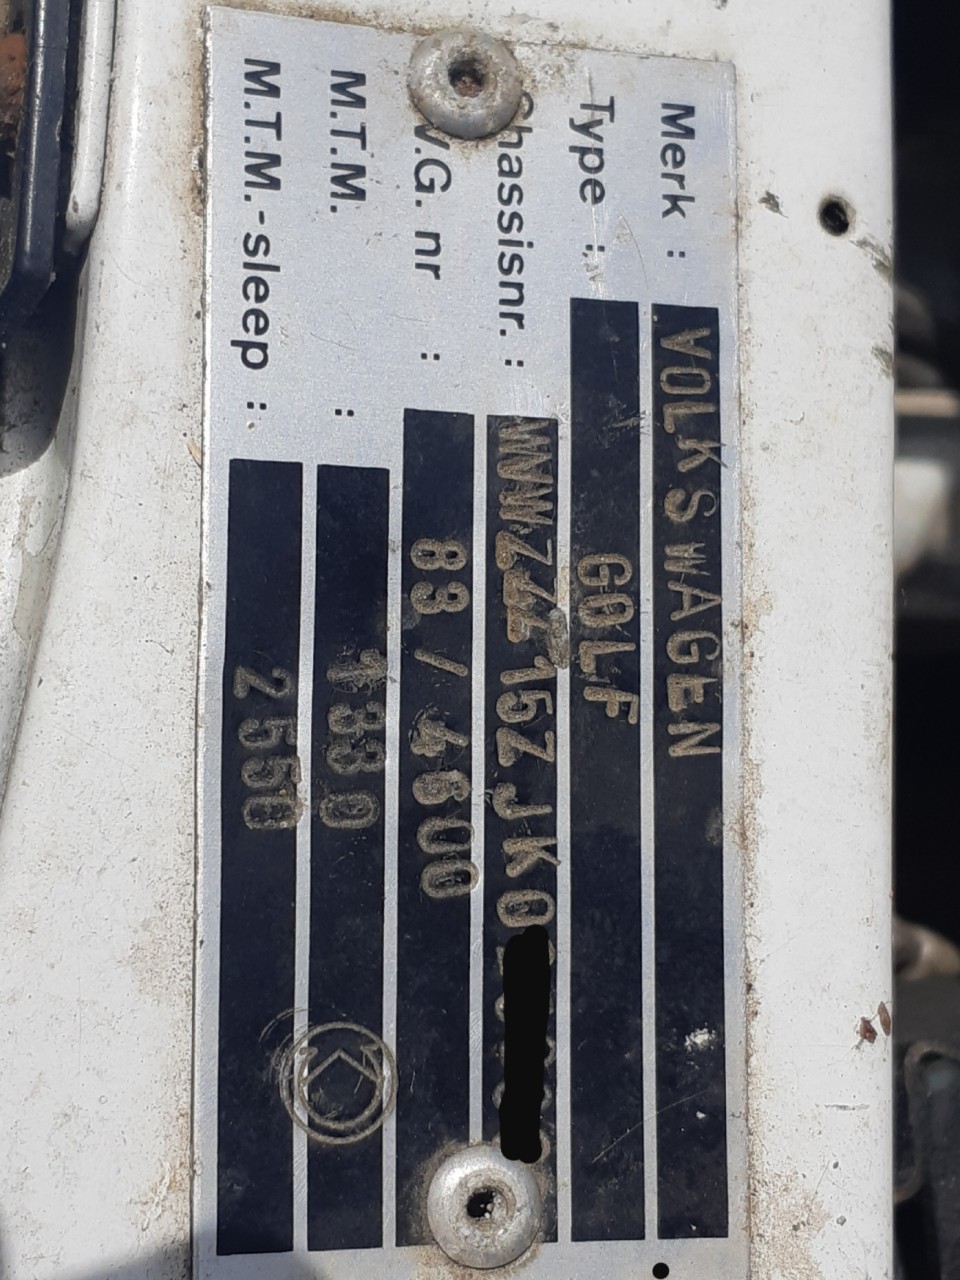 Merk : VOLKSWAGEN
Type : GOLF
Chassisnr. : WVWZZZ15ZJK0
V.G. nr : 83/4600
M.T.M. : 1330
M.T.M.-sleep : 2550